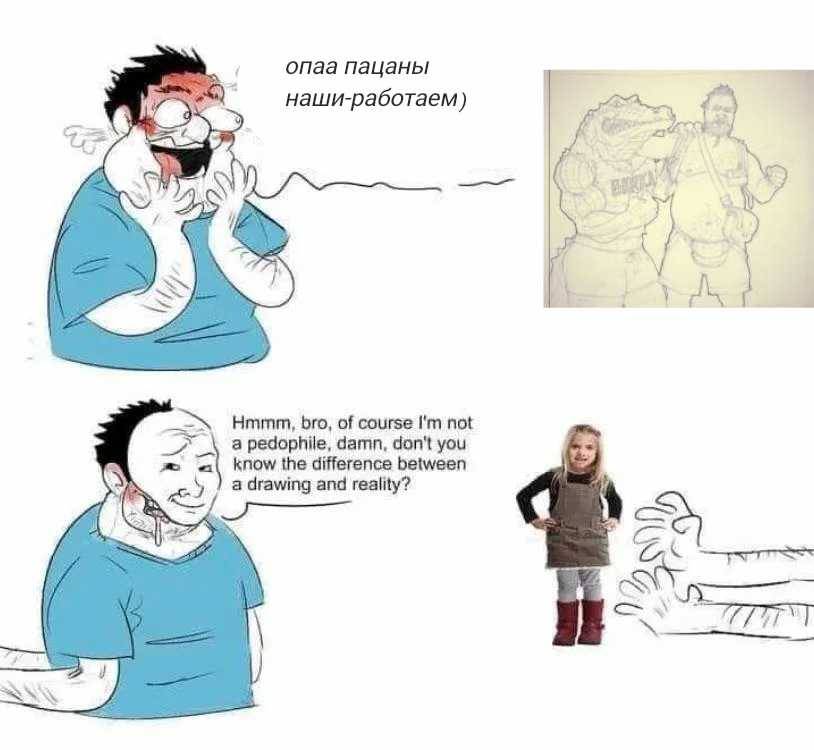 опаа пацаны
наши-работаем)
Hmmm, bro, of course I'm not
a pedophile, damn, don't you
know the difference between
a drawing and reality?